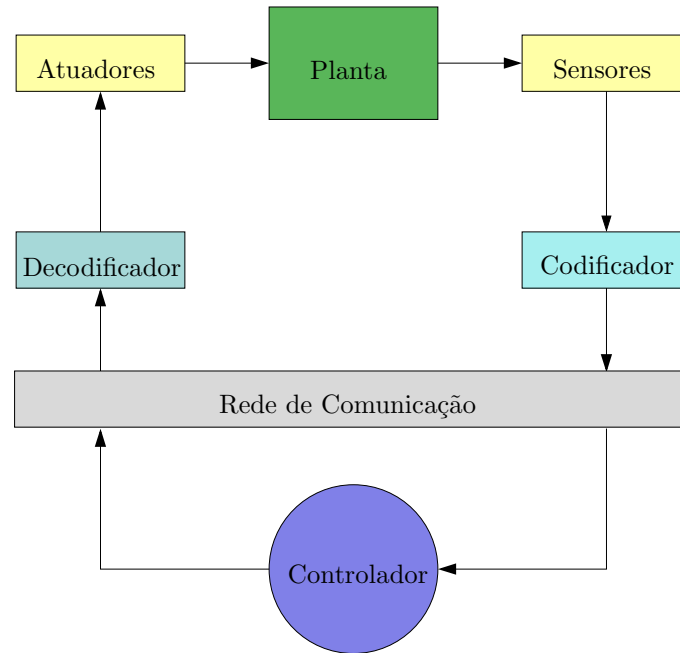 Atuadores
Planta
Sensores
Decodificador
Codificador
Rede de Comunicação
Controlador